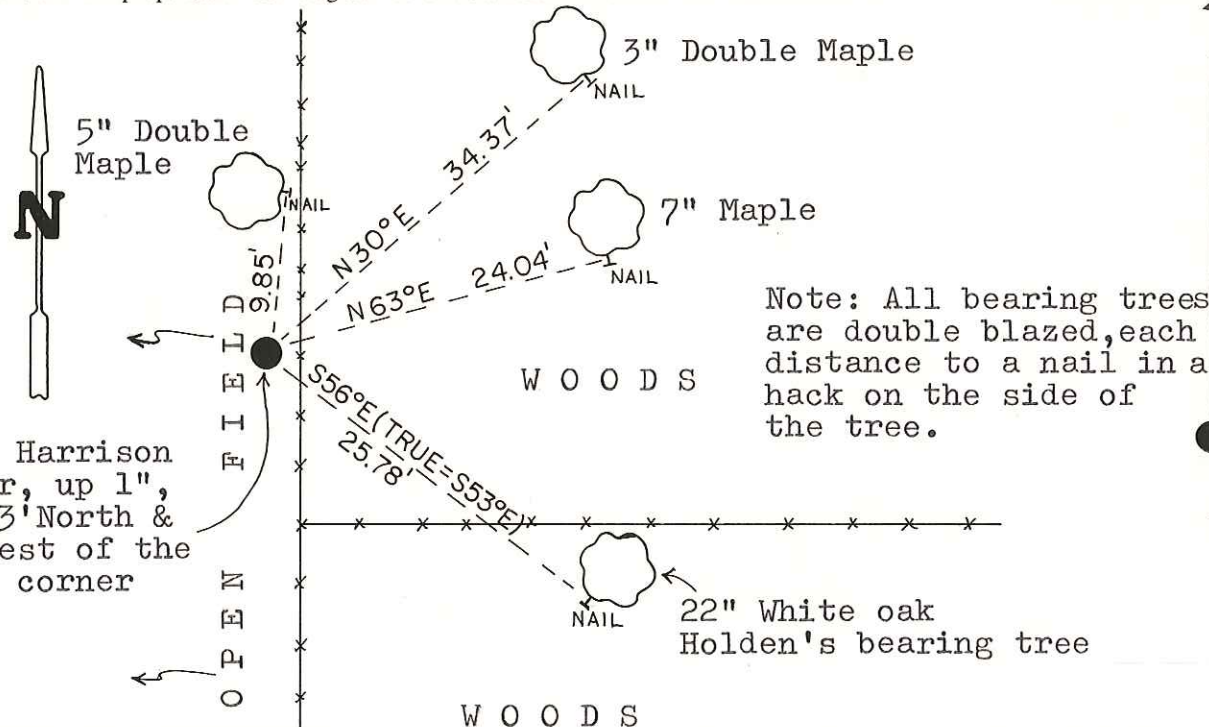 3" Double Maple
NAIL
5" Double
Maple
N
NAIL
34.37'
N30°E
9.85'
7" Maple
N63°E 24.04'
NAIL
Note: All bearing trees
are double blazed,each
distance to a nail in a
hack on the side of
the tree.
WOODS
OPEN FIELD
S56°E(TRUE=S53°E)
25.78'
Harrison
up 1",
3'North &
of the
corner
NAIL
22" White oak
Holden's bearing tree
WOODS